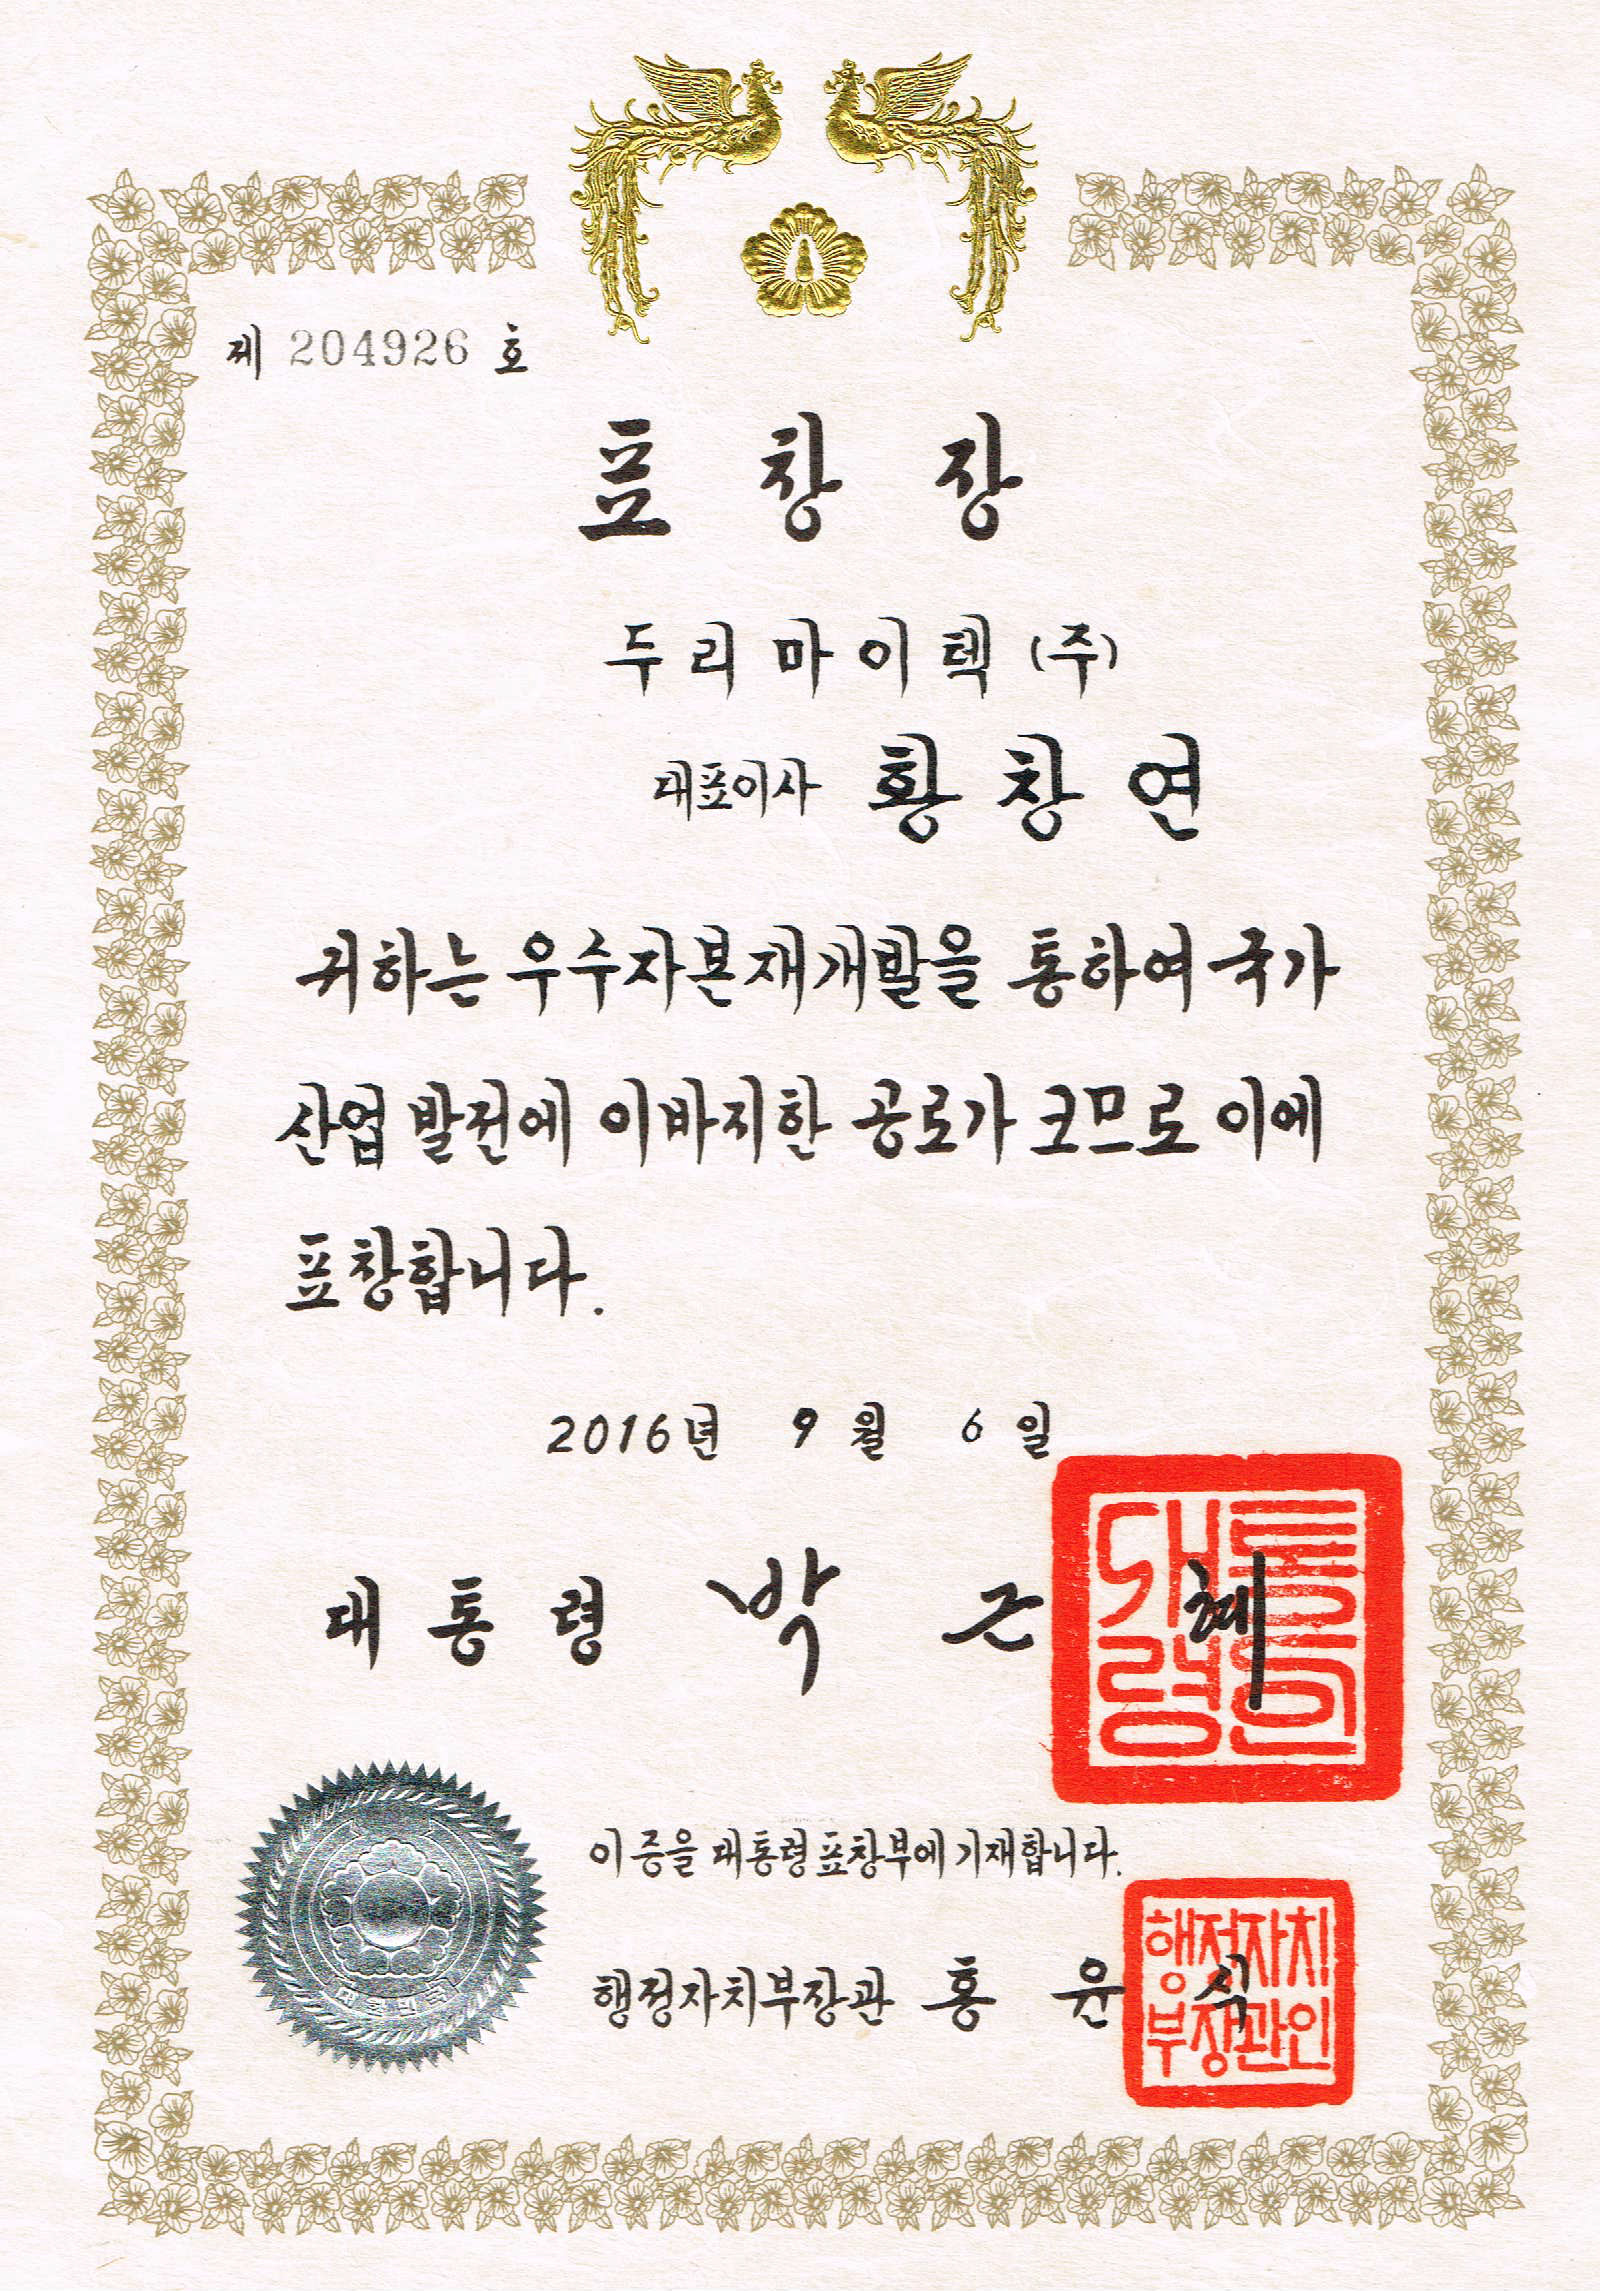 제 204926 호
표 창 장
두리마이텍 (주)
대표이사 황창연
귀하는 우수자본재개발을 통하여 국가
산업 발전에 이바지한 공로가 크므로 이에
표창합니다.
2016년 9월 6일
대통령 박근혜
대통령인
이 증을 대통령 표창부에 기재합니다.
행정자치부장관 홍윤식
행정자치
부장관인
대한민국